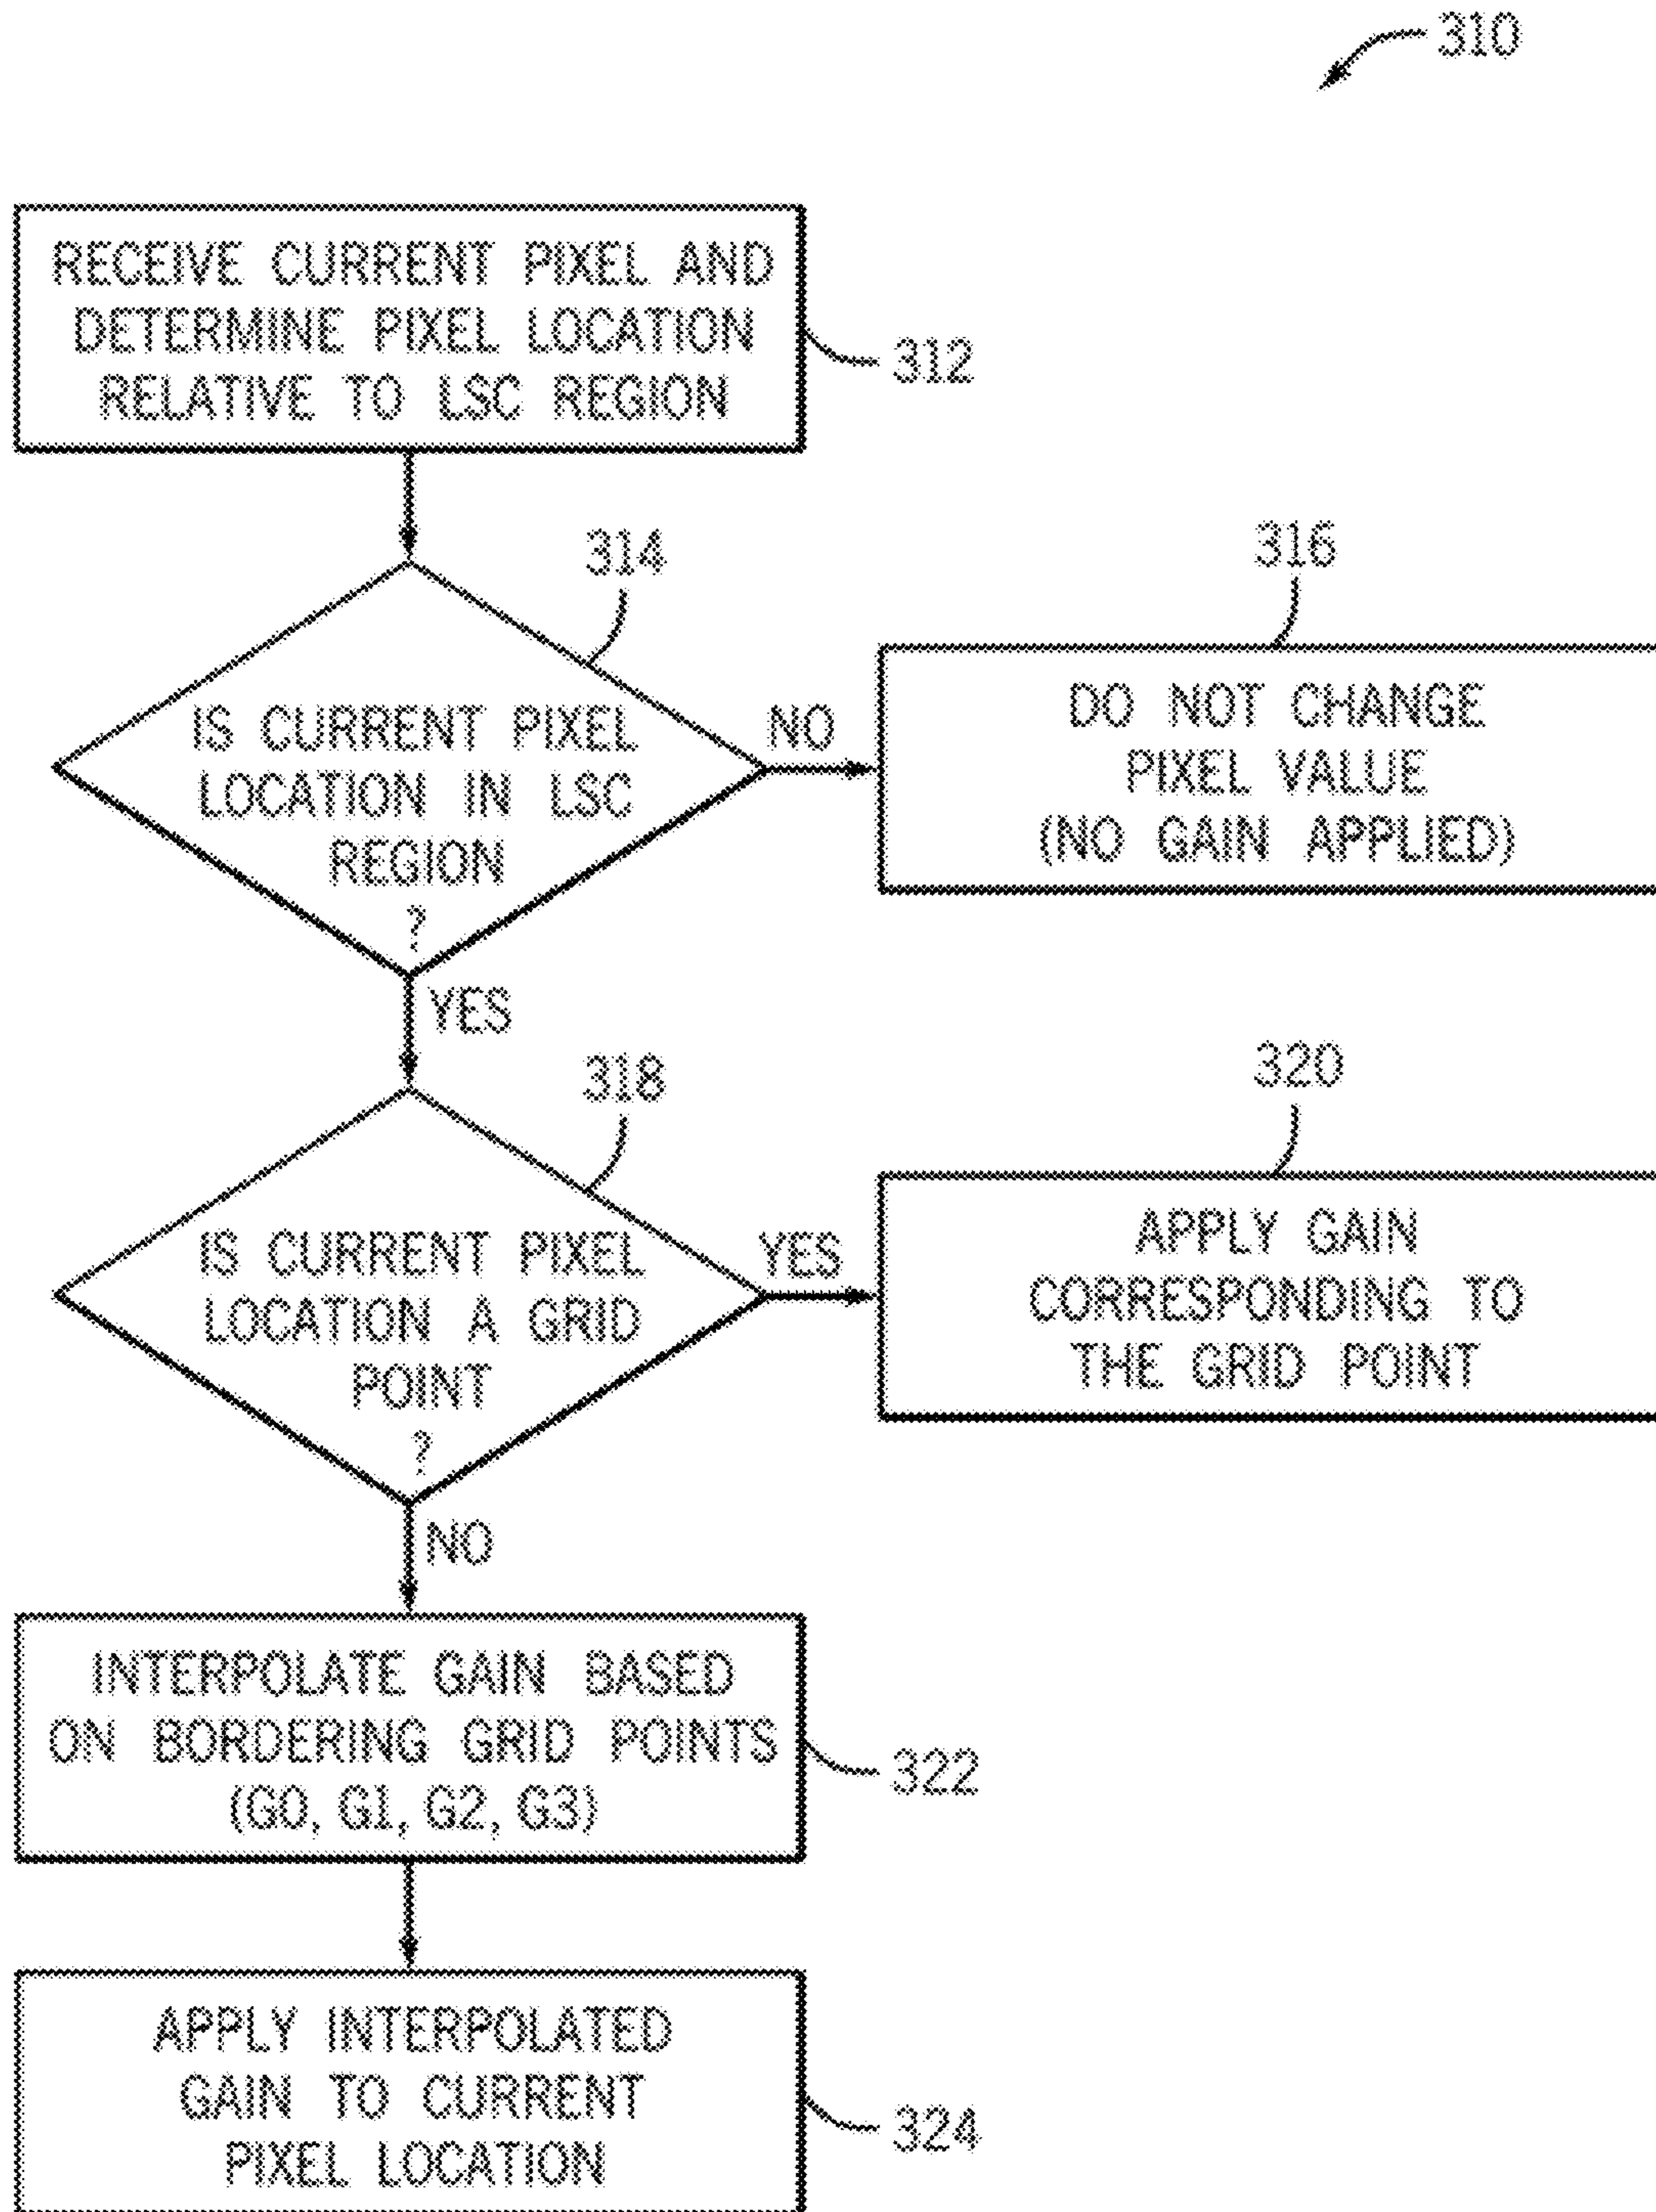 310
RECEIVE CURRENT PIXEL AND
DETERMINE PIXEL LOCATION
RELATIVE TO LSC REGION
312
314
IS CURRENT PIXEL
LOCATION IN LSC
REGION
?
NO
316
DO NOT CHANGE
PIXEL VALUE
(NO GAIN APPLIED)
YES
318
IS CURRENT PIXEL
LOCATION A GRID
POINT
?
YES
320
APPLY GAIN
CORRESPONDING TO
THE GRID POINT
NO
INTERPOLATE GAIN BASED
ON BORDERING GRID POINTS
(G0, G1, G2, G3)
322
APPLY INTERPOLATED
GAIN TO CURRENT
PIXEL LOCATION
324